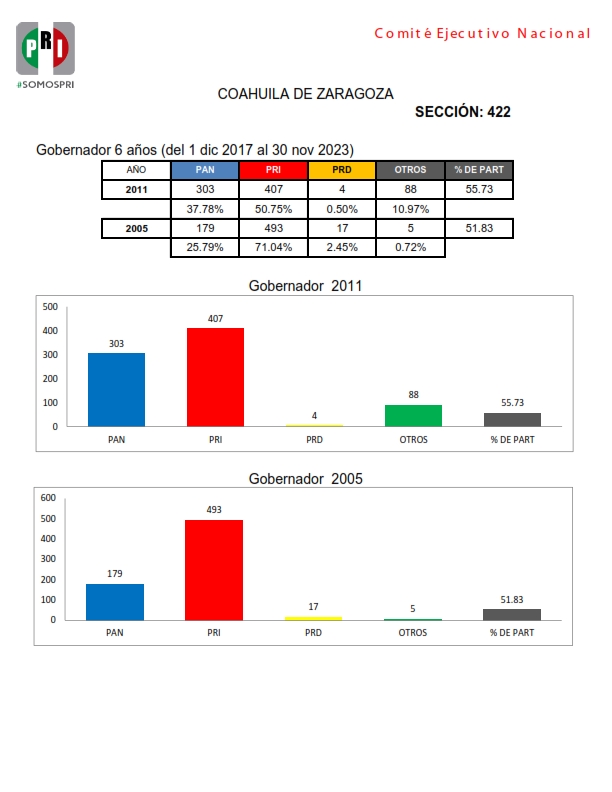 PRI
#SOMOSPRI
Comité Ejecutivo Nacional
COAHUILA DE ZARAGOZA
SECCIÓN: 422
Gobernador 6 años (del 1 dic 2017 al 30 nov 2023)
AÑO PAN PRI PRD OTROS % DE PART
2011 303 407 4 88 55.73
37.78% 50.75% 0.50% 10.97%
2005 179 493 17 5 51.83
25.79% 71.04% 2.45% 0.72%
Gobernador 2011
500
400
300
200
100
0
303
407
4
88
55.73
PAN PRI PRD OTROS % DE PART
Gobernador 2005
600
500
400
300
200
100
0
179
493
17
5
51.83
PAN PRI PRD OTROS % DE PART